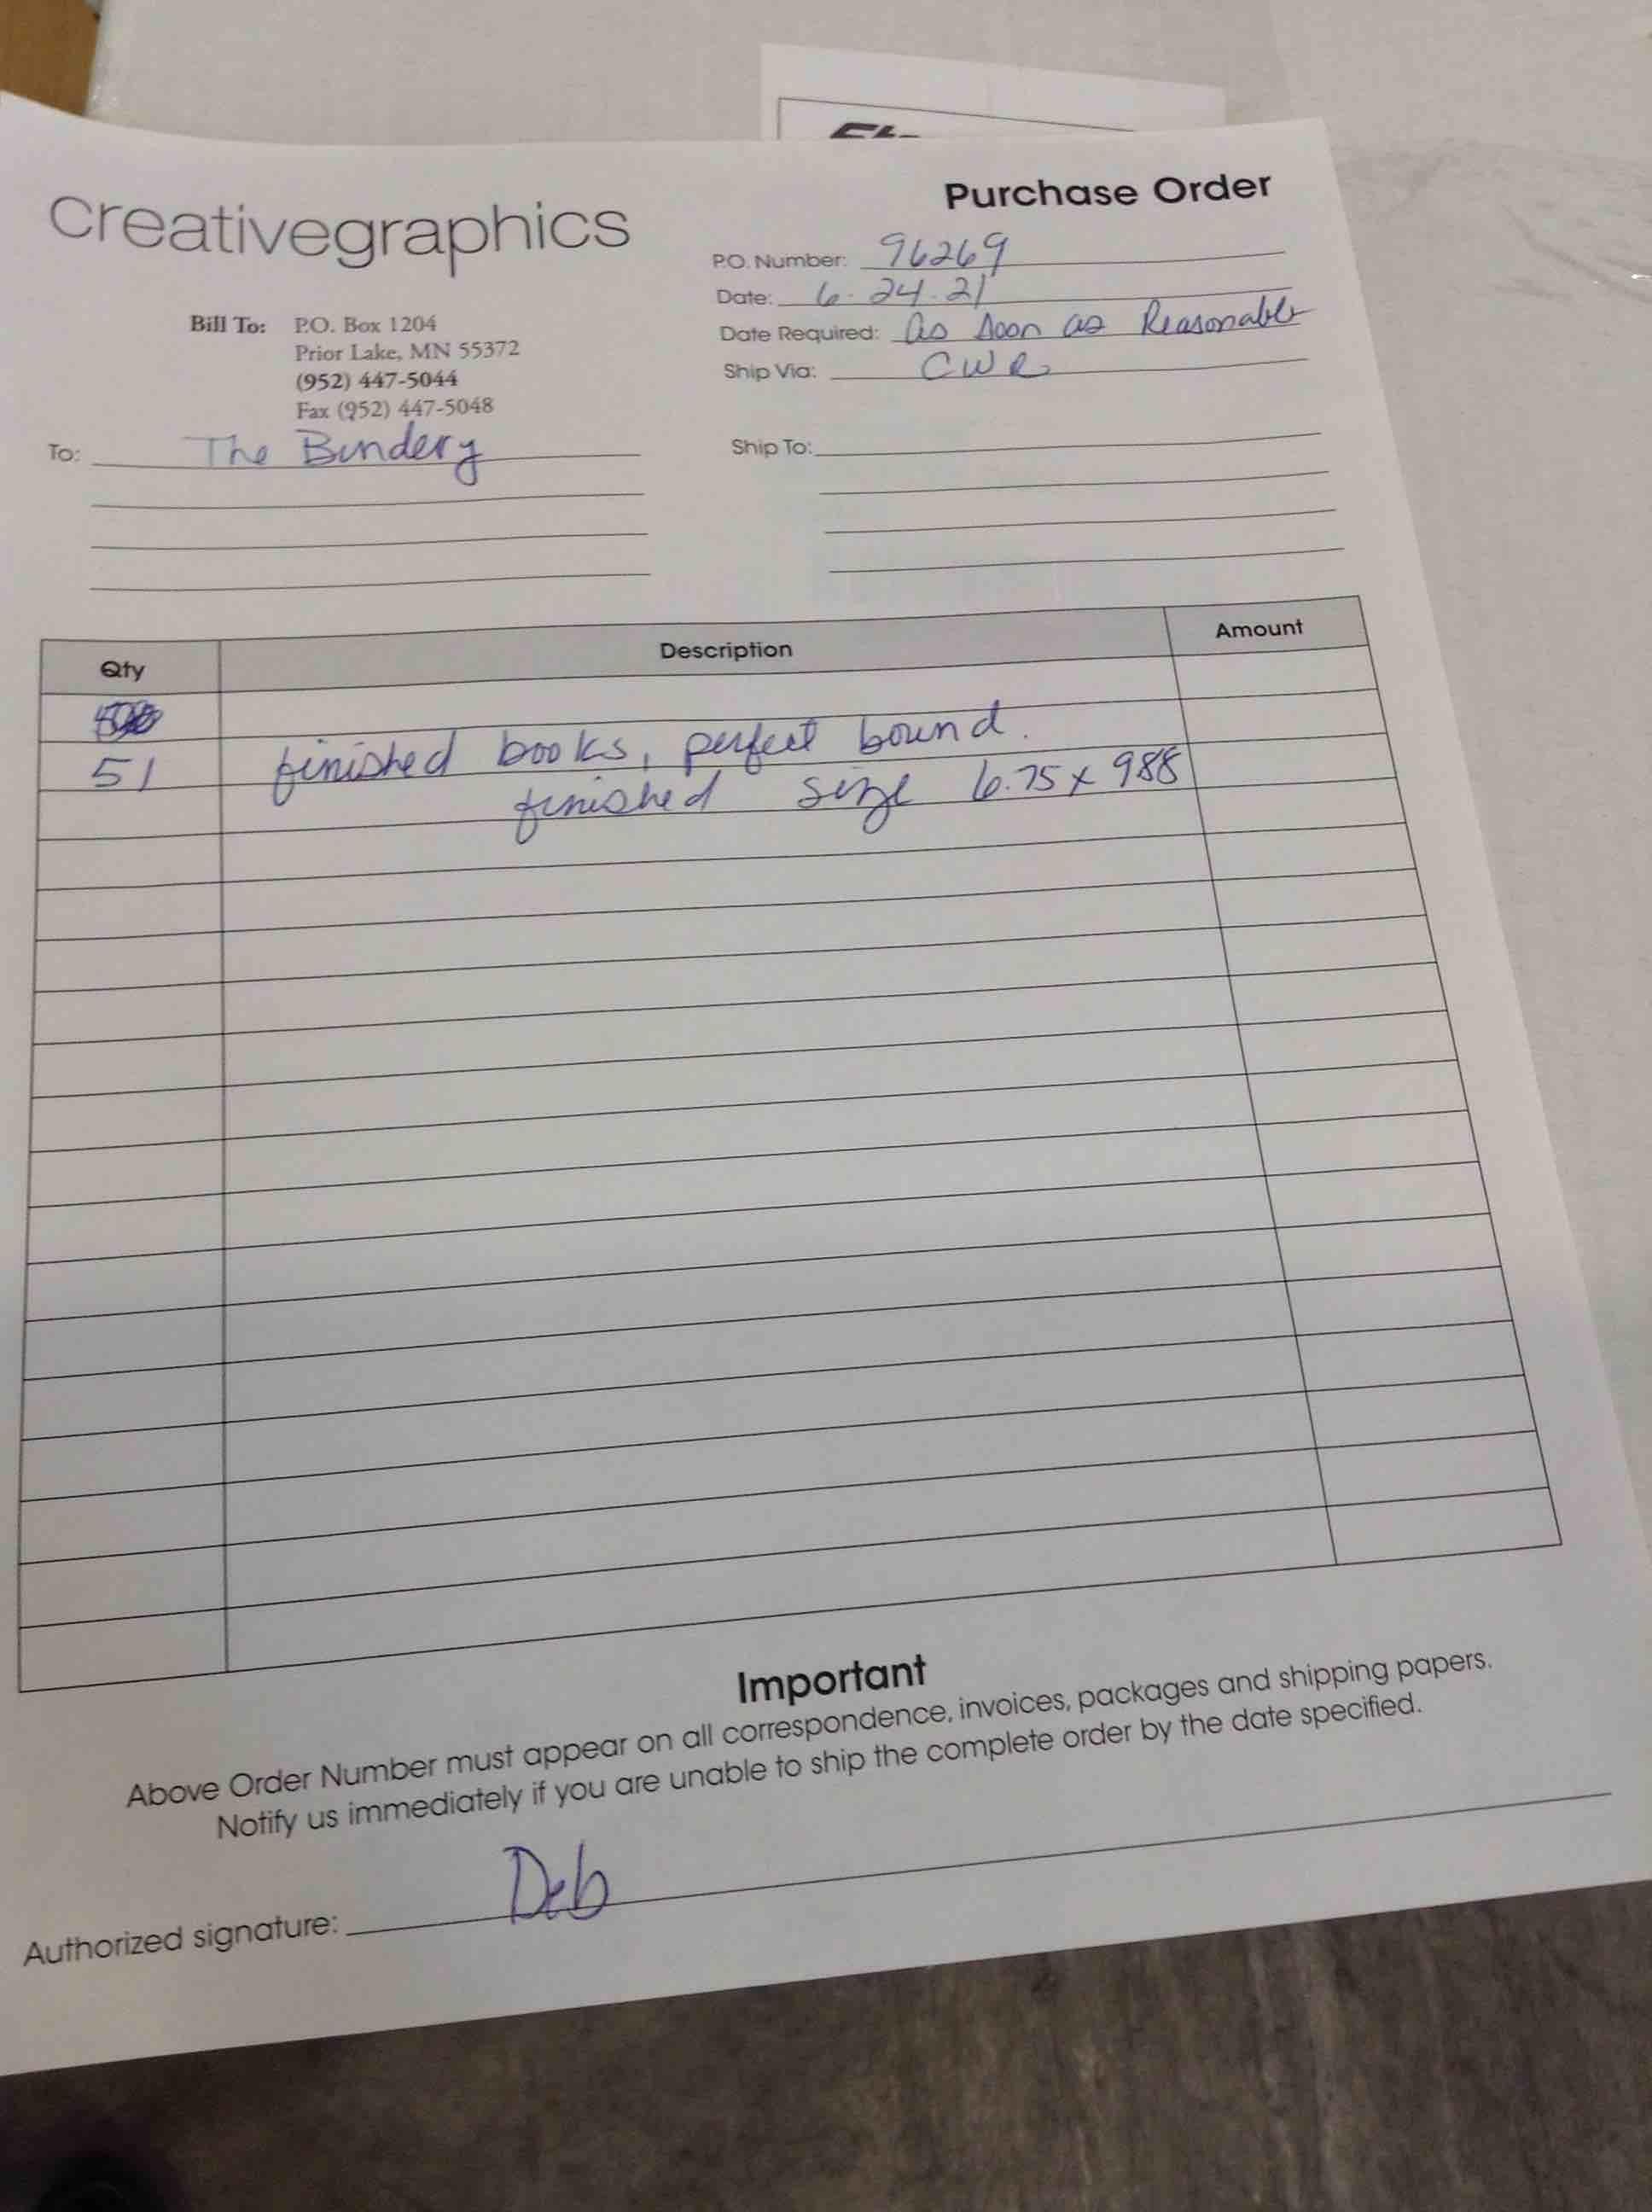 Creativegraphics
Purchase Order
P.O. Number: 96269
Date: 6.24.21
Date Required: As Soon as Reasonable
Ship Via: CWR
Bill To: P.O. Box 1204
Prior Lake, MN 55372
(952) 447-5044
Fax (952) 447-5048
To: The Bindery
Ship To:
Qty Description Amount
51 finished books, perfect bound.
finished size 6.75 x 988
Important
Above Order Number must appear on all correspondence, invoices, packages and shipping papers.
Notify us immediately if you are unable to ship the complete order by the date specified.
Authorized signature: Deb